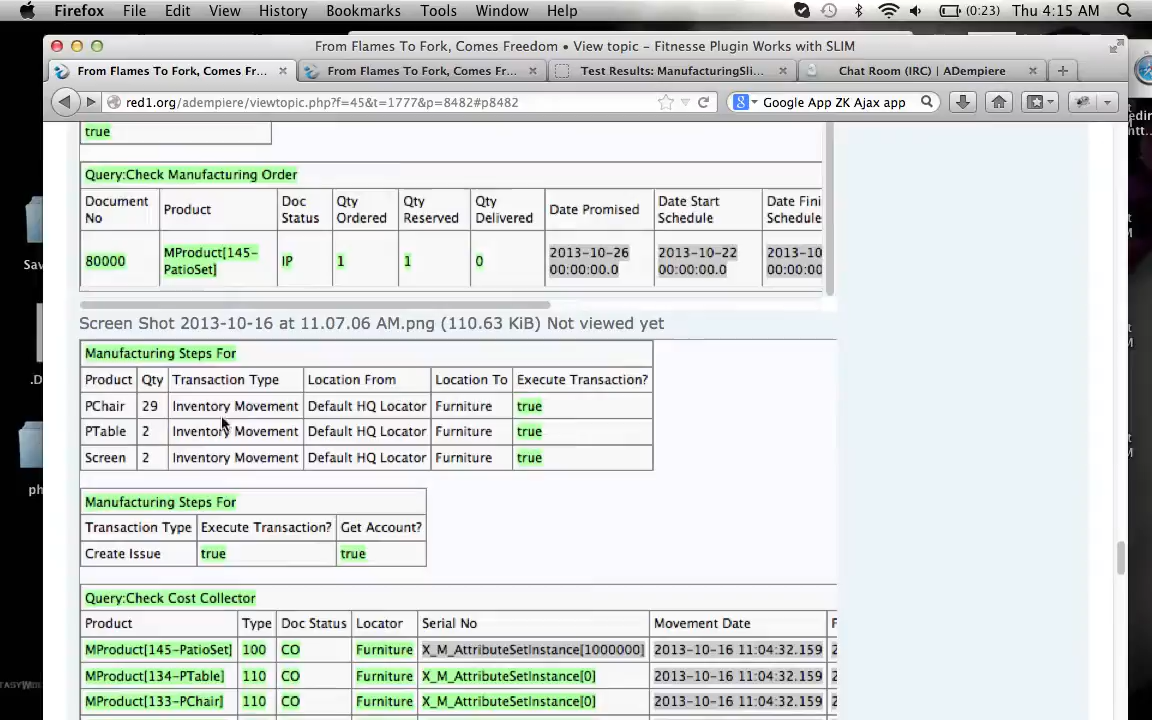 Firefox File Edit View History Bookmarks Tools Window Help (0:23) Thu 4:15 AM
From Flames To Fork, Comes Freedom • View topic – Fitnesse Plugin Works with SLIM
From Flames To Fork, Comes Fr... From Flames To Fork, Comes Fr... Test Results: ManufacturingSli... Chat Room (IRC) | ADempiere
red1.org/adempiere/viewtopic.php?f=45&t=1777&p=8482#p8482 Google App ZK Ajax app
true
Query:Check Manufacturing Order
Document No Product Doc Status Qty Ordered Qty Reserved Qty Delivered Date Promised Date Start Schedule Date Fini Schedule
80000 MProduct[145-PatioSet] IP 1 1 0 2013-10-26 00:00:00.0 2013-10-22 00:00:00.0 2013-10 00:00:00
Screen Shot 2013-10-16 at 11.07.06 AM.png (110.63 KiB) Not viewed yet
Manufacturing Steps For
Product Qty Transaction Type Location From Location To Execute Transaction?
PChair 29 Inventory Movement Default HQ Locator Furniture true
PTable 2 Inventory Movement Default HQ Locator Furniture true
Screen 2 Inventory Movement Default HQ Locator Furniture true
Manufacturing Steps For
Transaction Type Execute Transaction? Get Account?
Create Issue true true
Query:Check Cost Collector
Product Type Doc Status Locator Serial No Movement Date
MProduct[145-PatioSet] 100 CO Furniture X_M_AttributeSetInstance[1000000] 2013-10-16 11:04:32.159
MProduct[134-PTable] 110 CO Furniture X_M_AttributeSetInstance[0] 2013-10-16 11:04:32.159
MProduct[133-PChair] 110 CO Furniture X_M_AttributeSetInstance[0] 2013-10-16 11:04:32.159